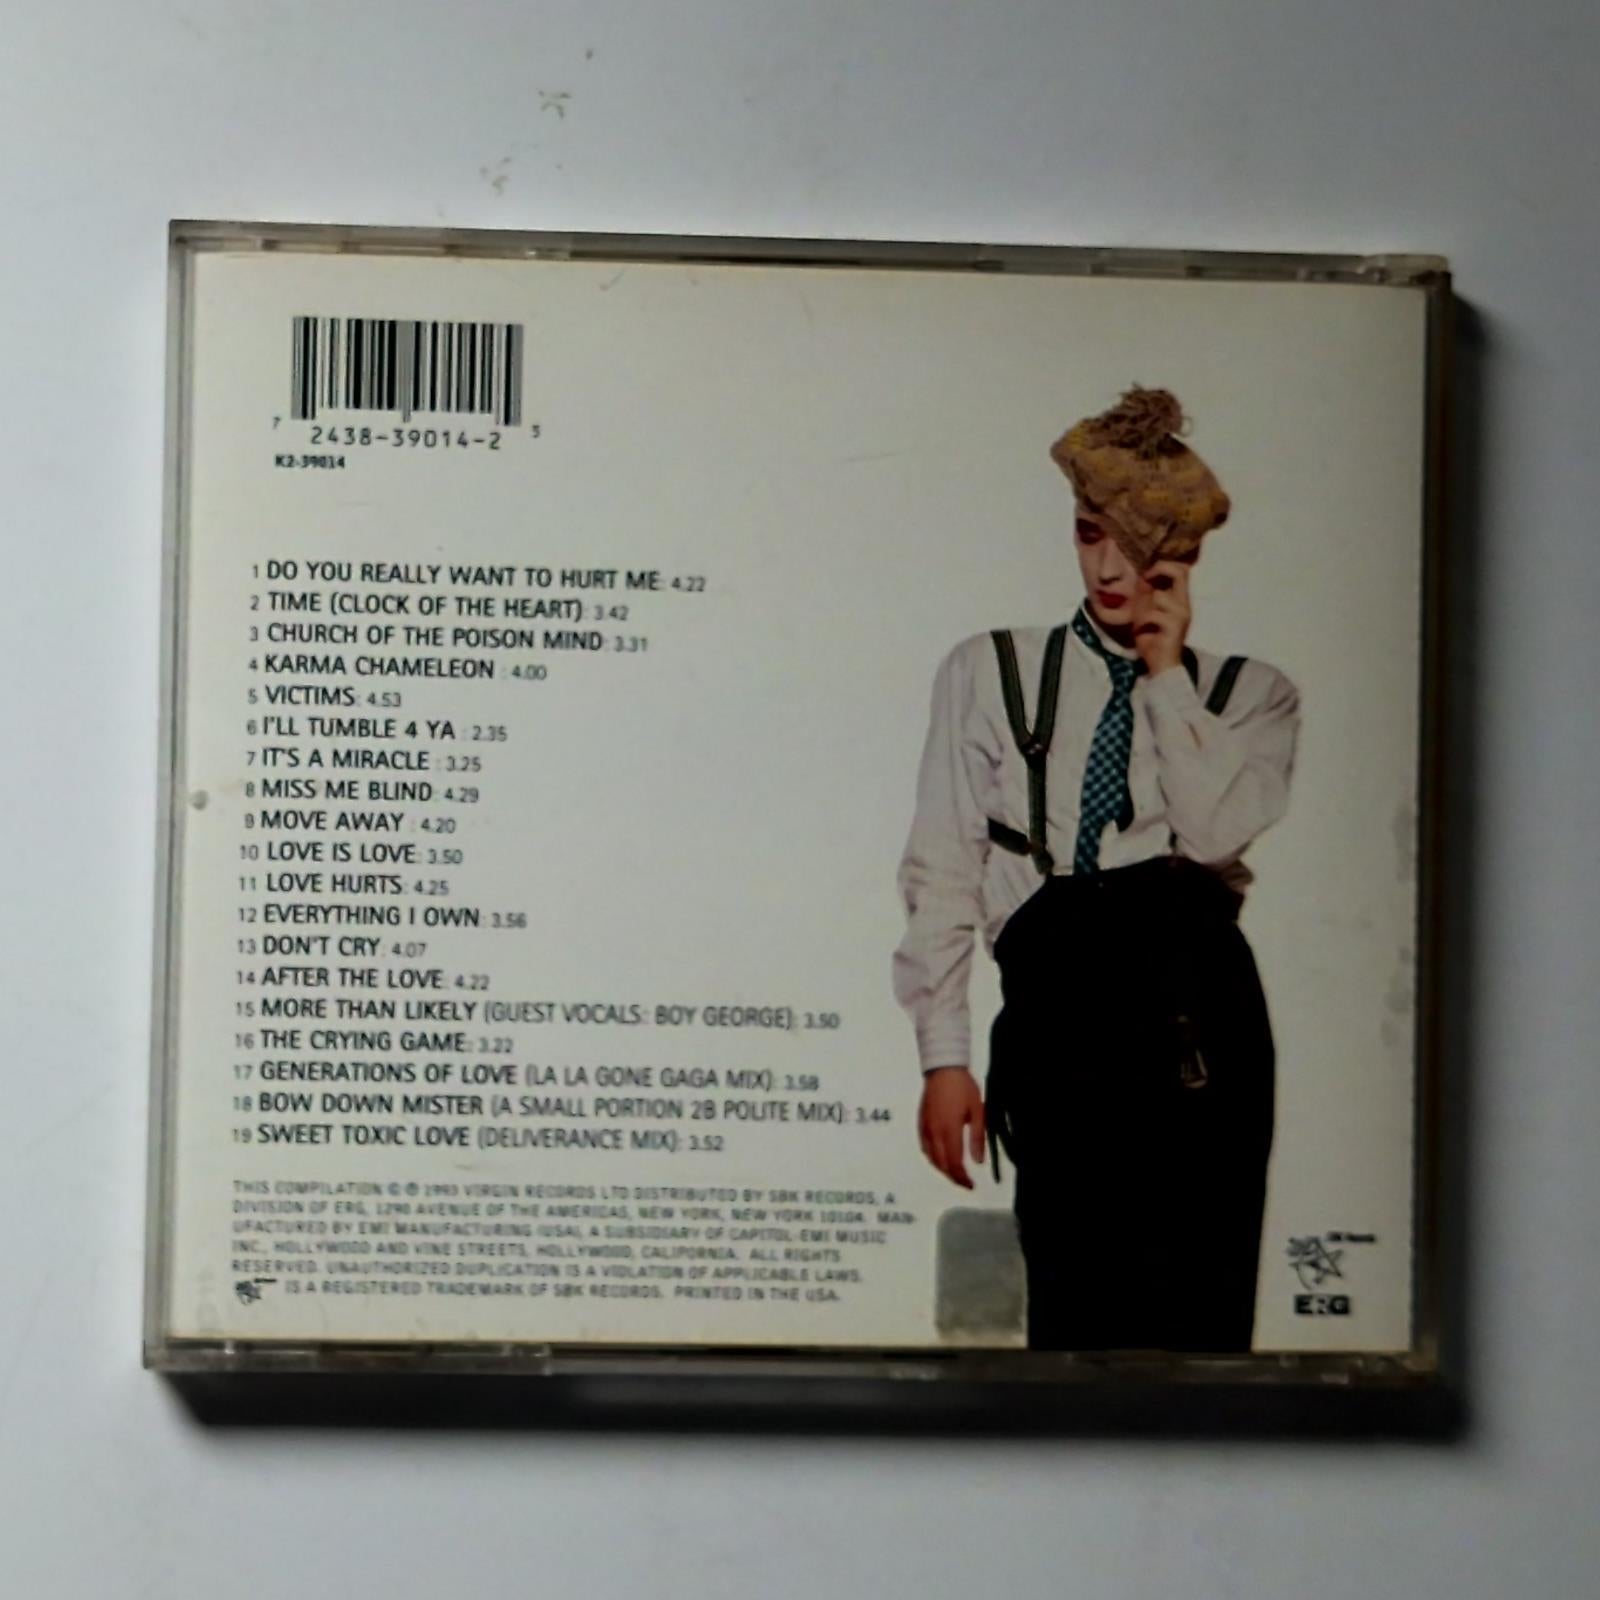 7 2438-39014-2 5
K2-39014
1 DO YOU REALLY WANT TO HURT ME: 4.22
2 TIME (CLOCK OF THE HEART): 3.42
3 CHURCH OF THE POISON MIND: 3.31
4 KARMA CHAMELEON : 4.00
5 VICTIMS: 4.53
6 I'LL TUMBLE 4 YA : 2.35
7 IT'S A MIRACLE : 3.25
8 MISS ME BLIND: 4.29
9 MOVE AWAY : 4.20
10 LOVE IS LOVE: 3.50
11 LOVE HURTS: 4.25
12 EVERYTHING I OWN: 3.56
13 DON'T CRY: 4.07
14 AFTER THE LOVE: 4.22
15 MORE THAN LIKELY (GUEST VOCALS: BOY GEORGE): 3.50
16 THE CRYING GAME: 3.22
17 GENERATIONS OF LOVE (LA LA GONE GAGA MIX): 3.58
18 BOW DOWN MISTER (A SMALL PORTION 2B POLITE MIX): 3.44
19 SWEET TOXIC LOVE (DELIVERANCE MIX): 3.52
THIS COMPILATION © ℗ 1993 VIRGIN RECORDS LTD DISTRIBUTED BY SBK RECORDS, A
DIVISION OF ERG, 1290 AVENUE OF THE AMERICAS, NEW YORK, NEW YORK 10104. MAN-
UFACTURED BY EMI MANUFACTURING (USA), A SUBSIDIARY OF CAPITOL-EMI MUSIC
INC., HOLLYWOOD AND VINE STREETS, HOLLYWOOD, CALIFORNIA. ALL RIGHTS
RESERVED. UNAUTHORIZED DUPLICATION IS A VIOLATION OF APPLICABLE LAWS.
IS A REGISTERED TRADEMARK OF SBK RECORDS. PRINTED IN THE USA.
ERG